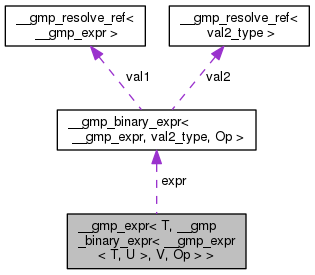 __gmp_resolve_ref<
__gmp_expr >
__gmp_resolve_ref<
val2_type >
val1
val2
__gmp_binary_expr<
__gmp_expr, val2_type, Op >
expr
__gmp_expr< T, __gmp
_binary_expr< __gmp_expr
< T, U >, V, Op > >